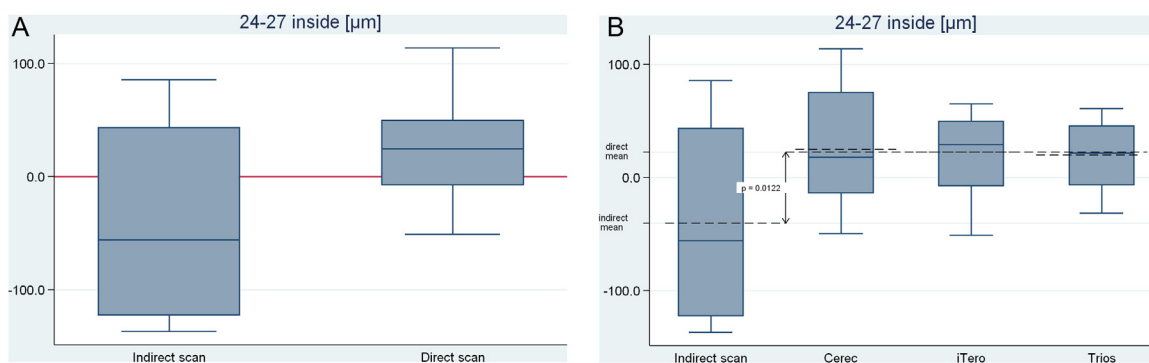 A
24-27 inside [µm]
100.0
0.0
-100.0
Indirect scan Direct scan
B
24-27 inside [µm]
100.0
direct
mean
0.0
p = 0.0122
indirect
mean
-100.0
Indirect scan Cerec iTero Trios